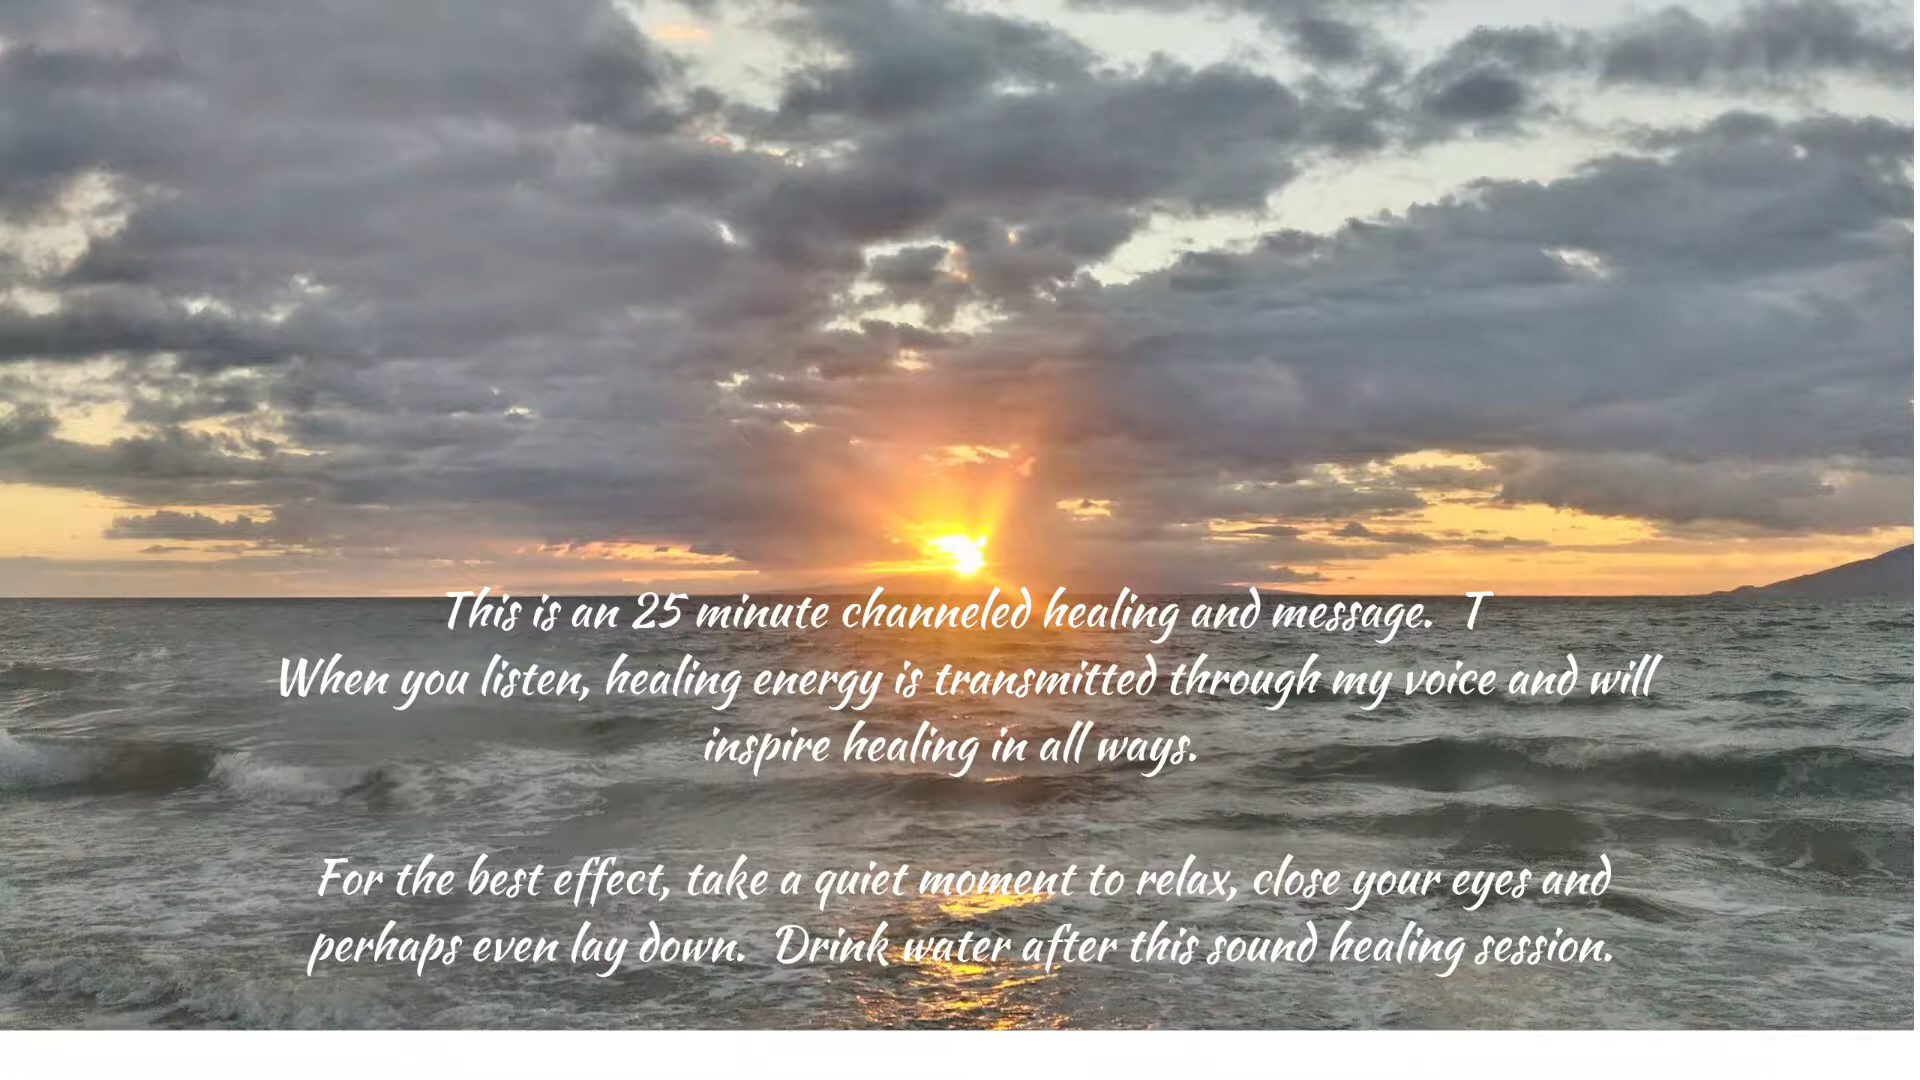 This is an 25 minute channeled healing and message. T
When you listen, healing energy is transmitted through my voice and will
inspire healing in all ways.
For the best effect, take a quiet moment to relax, close your eyes and
perhaps even lay down. Drink water after this sound healing session.